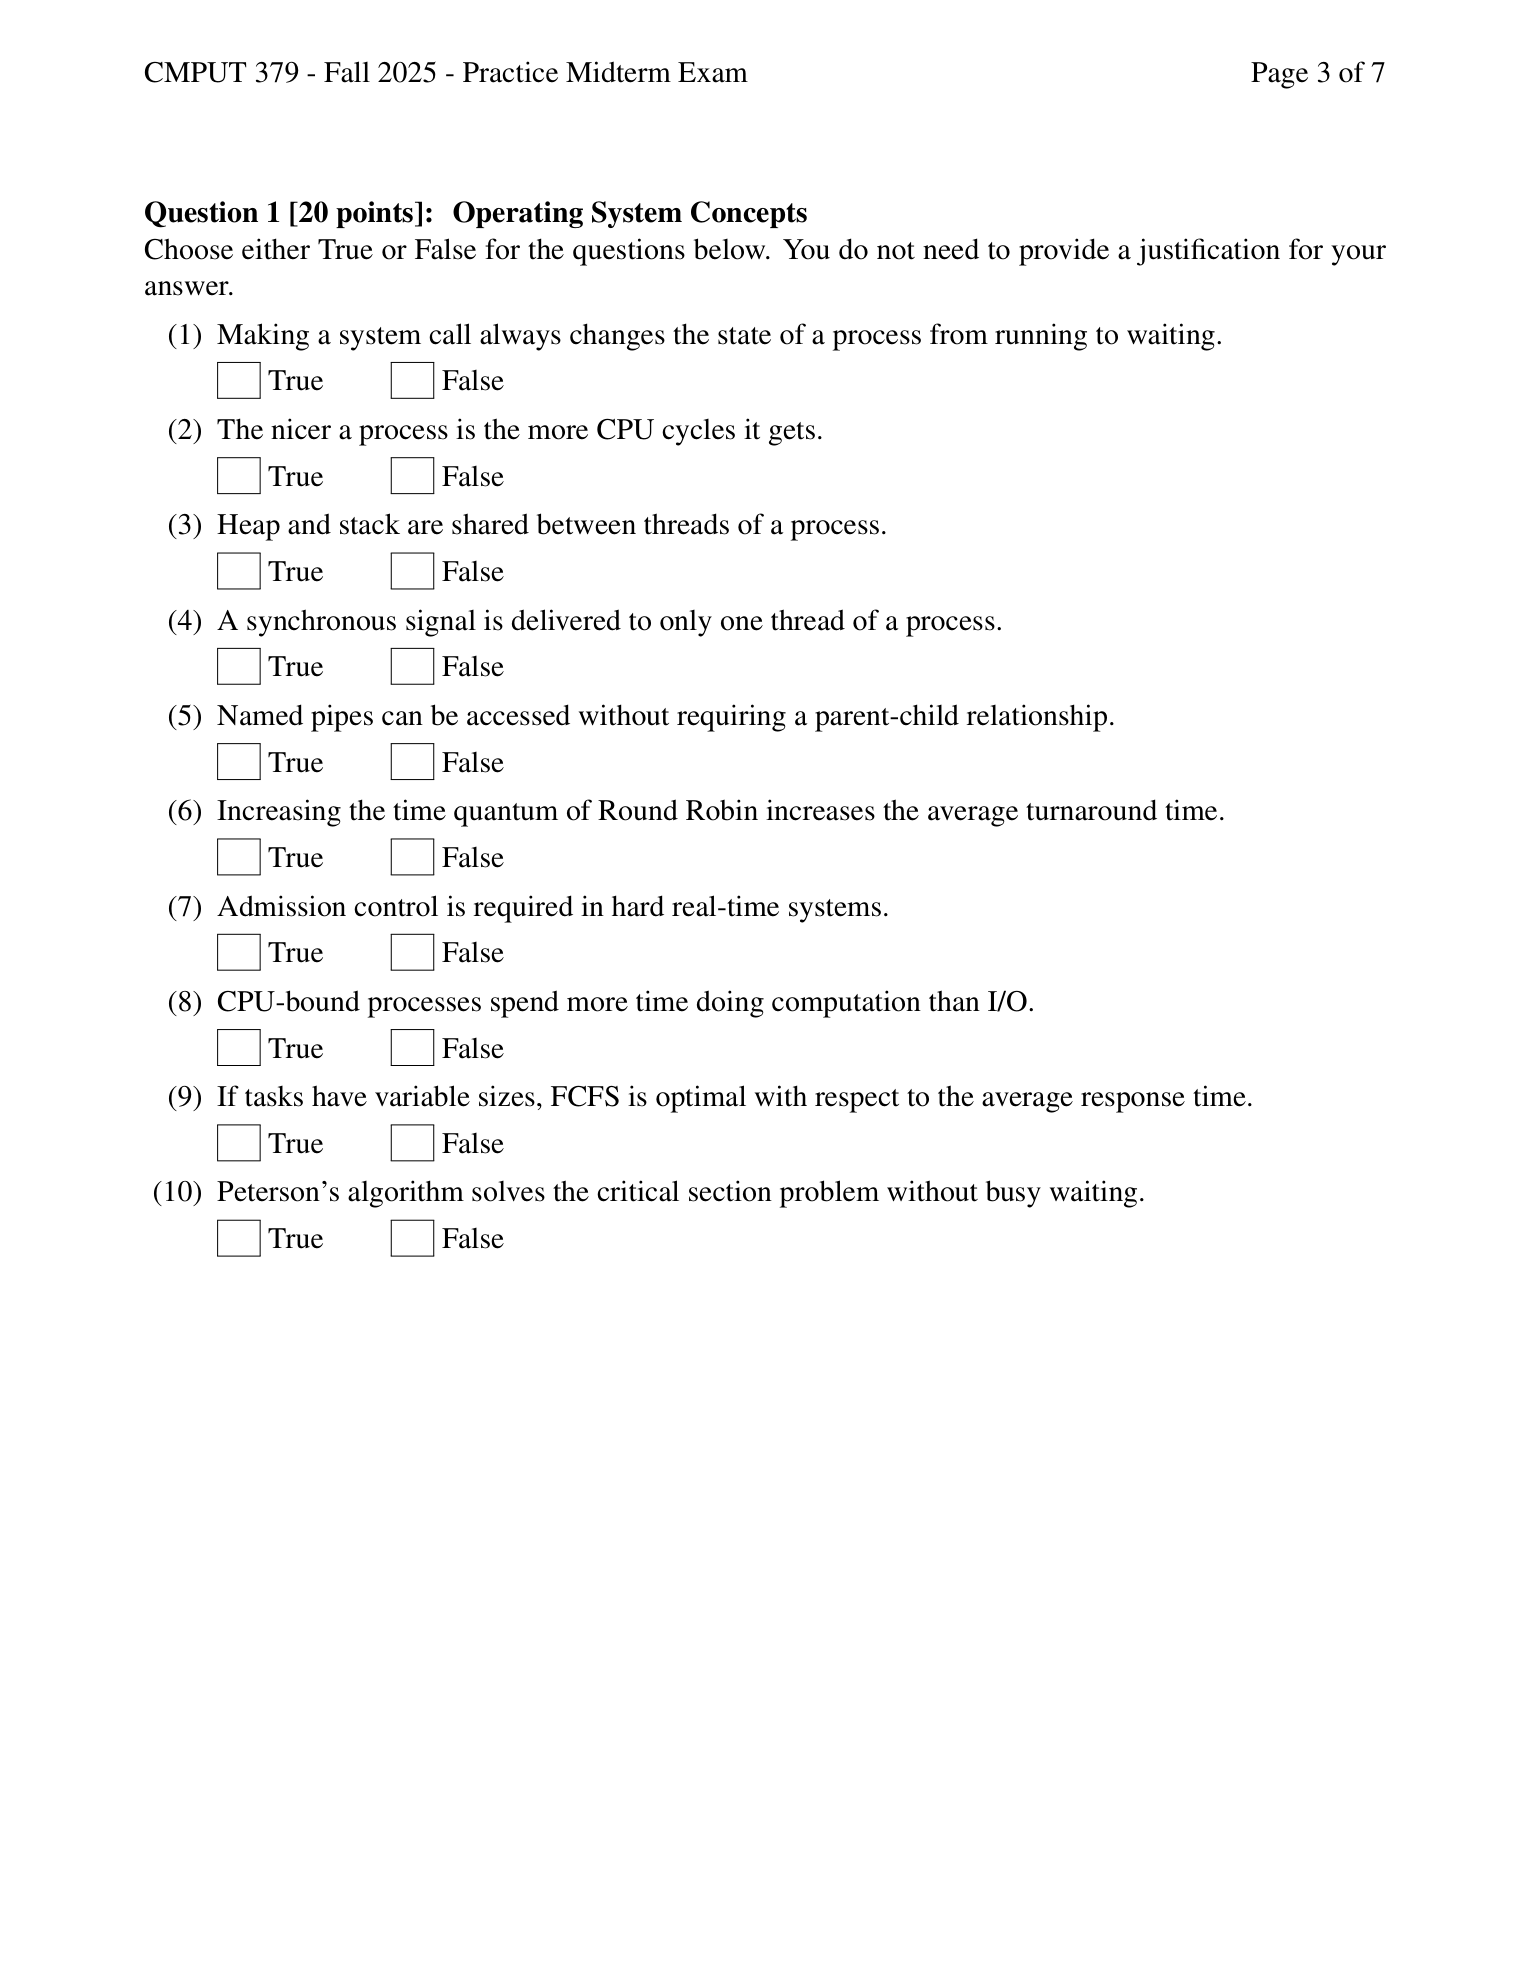 CMPUT 379 - Fall 2025 - Practice Midterm Exam Page 3 of 7
Question 1 [20 points]: Operating System Concepts
Choose either True or False for the questions below. You do not need to provide a justification for your
answer.
(1) Making a system call always changes the state of a process from running to waiting.
True False
(2) The nicer a process is the more CPU cycles it gets.
True False
(3) Heap and stack are shared between threads of a process.
True False
(4) A synchronous signal is delivered to only one thread of a process.
True False
(5) Named pipes can be accessed without requiring a parent-child relationship.
True False
(6) Increasing the time quantum of Round Robin increases the average turnaround time.
True False
(7) Admission control is required in hard real-time systems.
True False
(8) CPU-bound processes spend more time doing computation than I/O.
True False
(9) If tasks have variable sizes, FCFS is optimal with respect to the average response time.
True False
(10) Peterson’s algorithm solves the critical section problem without busy waiting.
True False